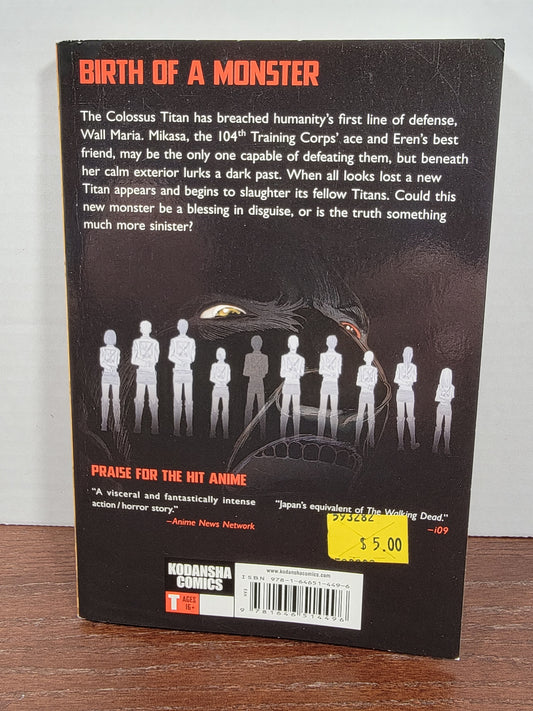 BIRTH OF A MONSTER
The Colossus Titan has breached humanity's first line of defense,
Wall Maria. Mikasa, the 104th Training Corps' ace and Eren's best
friend, may be the only one capable of defeating them, but beneath
her calm exterior lurks a dark past. When all looks lost a new
Titan appears and begins to slaughter its fellow Titans. Could this
new monster be a blessing in disguise, or is the truth something
much more sinister?
PRAISE FOR THE HIT ANIME
"A visceral and fantastically intense
action/horror story."
–Anime News Network
"Japan's equivalent of The Walking Dead."
–i09
593282
$ 5.00
KODANSHA
COMICS
T AGES
16+
www.kodanshacomics.com
ISBN 978-1-64651-449-6
9 781646 514496